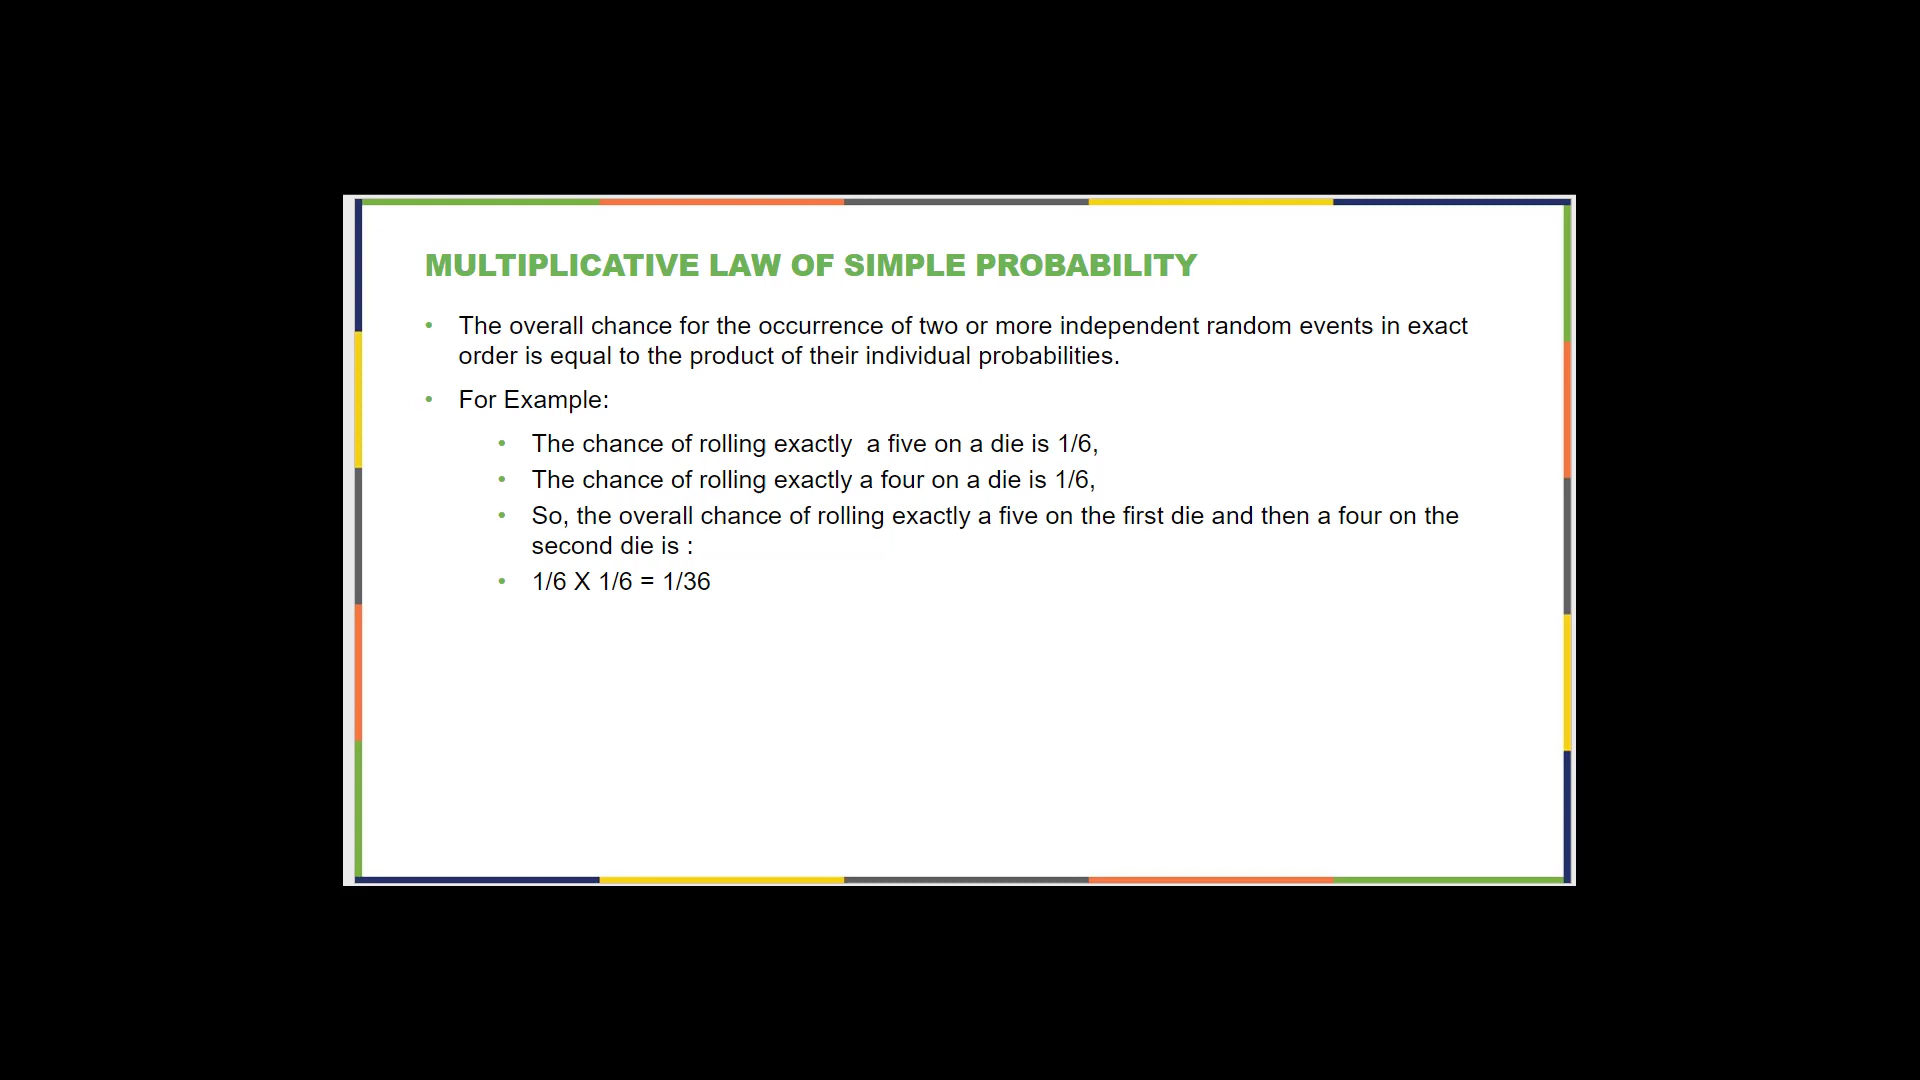 MULTIPLICATIVE LAW OF SIMPLE PROBABILITY
• The overall chance for the occurrence of two or more independent random events in exact
order is equal to the product of their individual probabilities.
• For Example:
• The chance of rolling exactly  a five on a die is 1/6,
• The chance of rolling exactly a four on a die is 1/6,
• So, the overall chance of rolling exactly a five on the first die and then a four on the
second die is :
• 1/6 X 1/6 = 1/36